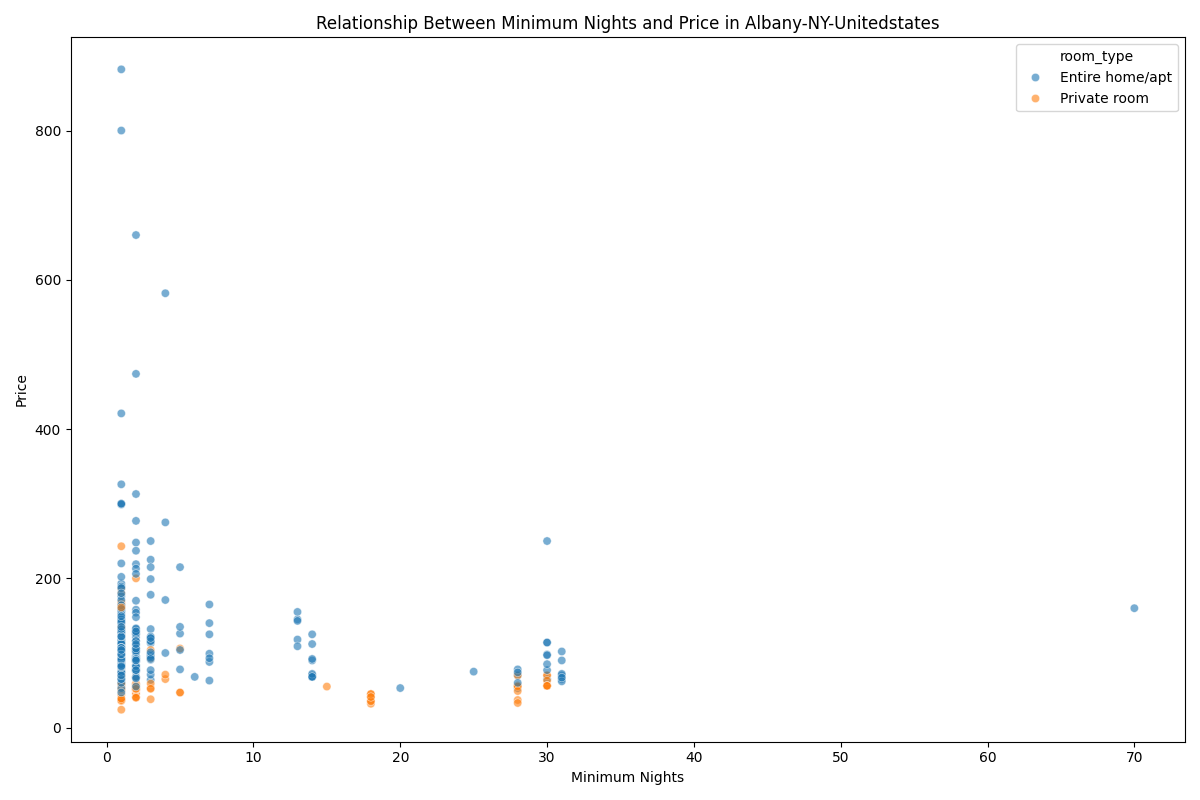 Relationship Between Minimum Nights and Price in Albany-NY-Unitedstates
room_type
Entire home/apt
Private room
Price
800
600
400
200
0
0 10 20 30 40 50 60 70
Minimum Nights